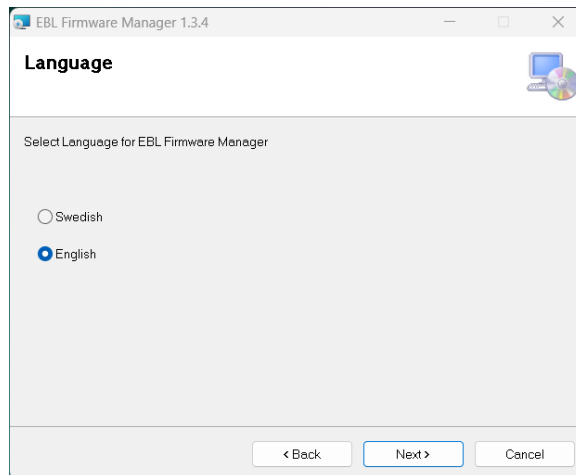 EBL Firmware Manager 1.3.4
Language
Select Language for EBL Firmware Manager
Swedish
English
< Back
Next >
Cancel